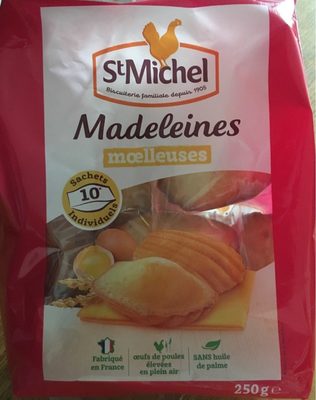 St Michel
Biscuiterie familiale depuis 1905
Madeleines
mœlleuses
Sachets
10
Individuels
Fabriqué
en France
œufs de poules
élevées
en plein air
SANS huile
de palme
250g e